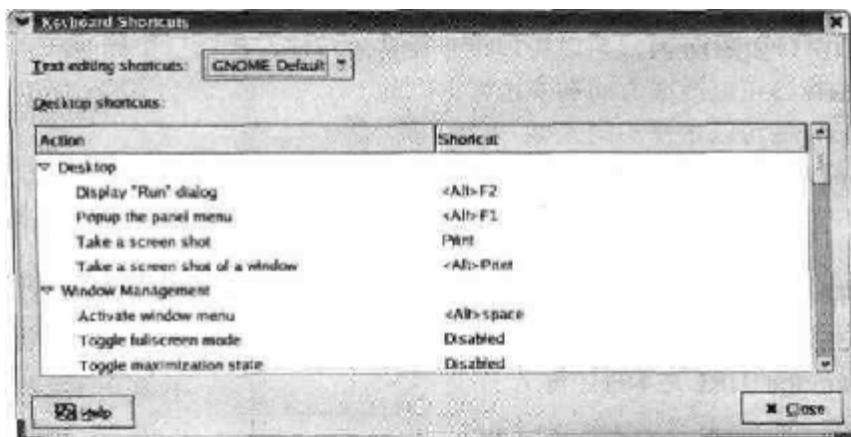 Keyboard Shortcuts
Text editing shortcuts: GNOME Default
Desktop shortcuts:
Action Shortcut
Desktop
Display "Run" dialog <Alt>F2
Popup the panel menu <Alt>F1
Take a screen shot Print
Take a screen shot of a window <Alt>Print
Window Management
Activate window menu <Alt>space
Toggle fullscreen mode Disabled
Toggle maximization state Disabled
Help Close